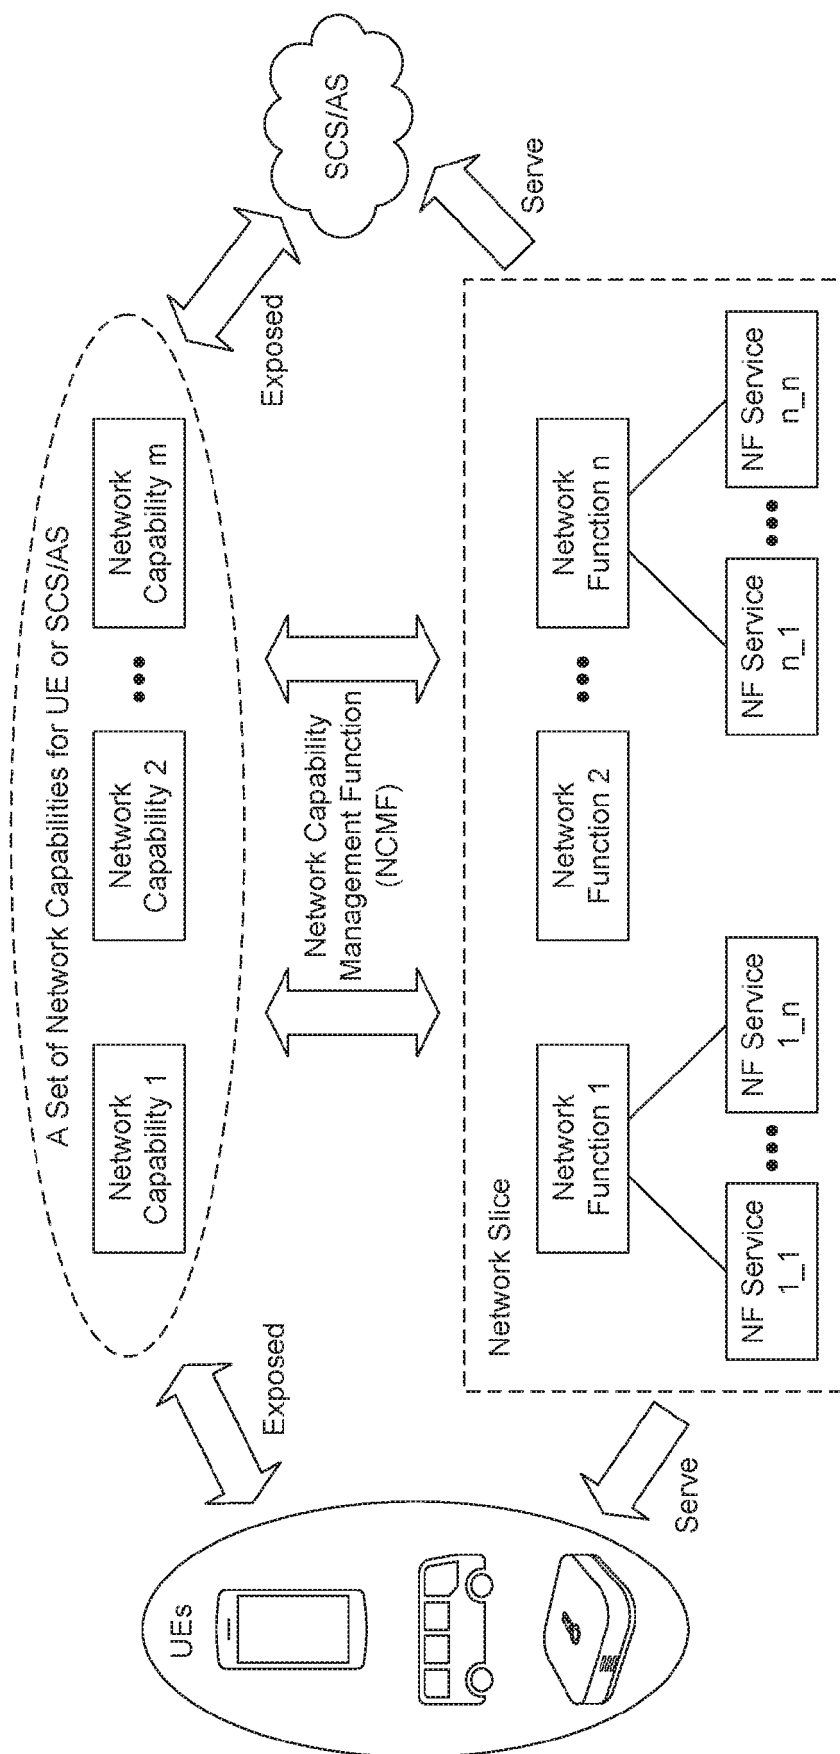 UEs
Exposed
Serve
A Set of Network Capabilities for UE or SCS/AS
Network
Capability 1
Network
Capability 2
Network
Capability m
Network Capability
Management Function
(NCMF)
Network Slice
Network
Function 1
Network
Function 2
Network
Function n
NF Service
1_1
NF Service
1_n
NF Service
n_1
NF Service
n_n
Exposed
SCS/AS
Serve